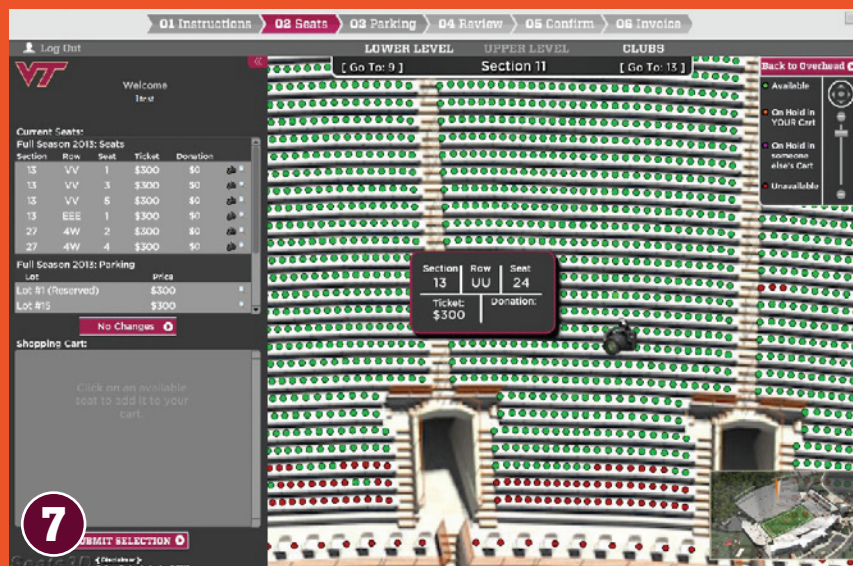 01 Instructions 02 Seats 03 Parking 04 Review 05 Confirm 06 Invoice
Log Out LOWER LEVEL UPPER LEVEL CLUBS
[ Go To: 9 ] Section 11 [ Go To: 13 ]
Back to Overhead
VT
Welcome
Current Seats:
Full Season 2013: Seats
Section Row Seat Ticket Donation
13 VV 1 $300 $0
13 VV 3 $300 $0
13 VV 5 $300 $0
13 EEE 1 $300 $0
27 4W 2 $300 $0
27 4W 4 $300 $0
Full Season 2013: Parking
Lot Price
Lot #1 (Reserved) $300
Lot #15 $300
No Changes
Shopping Cart:
Click on an available
seat to add it to your
cart.
SUBMIT SELECTION
< Disclaimer >
7
Section Row Seat
13 UU 24
Ticket: Donation:
$300
Available
On Hold in
YOUR Cart
On Hold in
someone
else's Cart
Unavailable